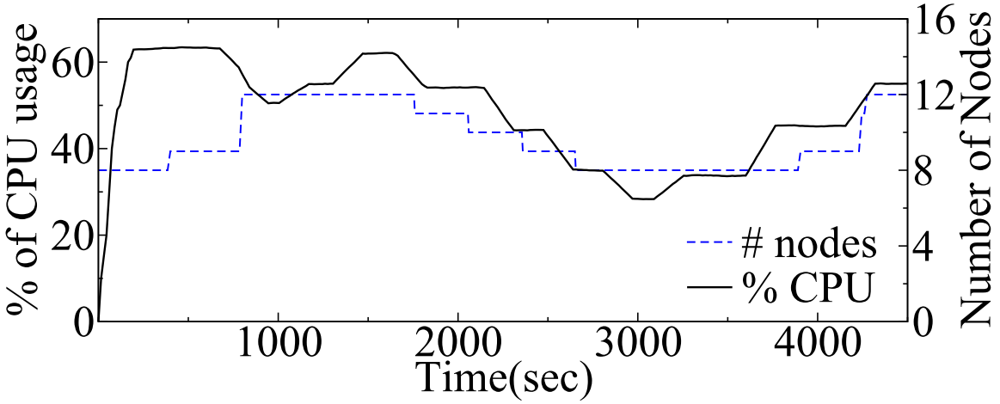 % of CPU usage
60
40
20
0
16
12
8
4
0
Number of Nodes
# nodes
% CPU
1000
2000
3000
4000
Time(sec)